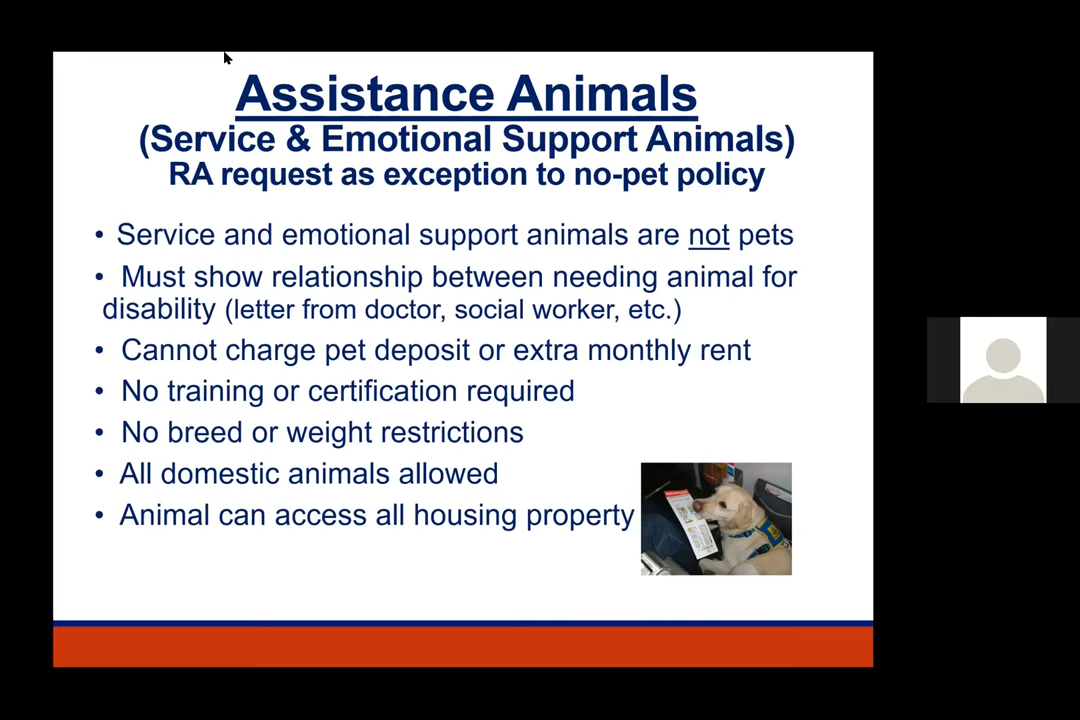 Assistance Animals
(Service & Emotional Support Animals)
RA request as exception to no-pet policy
• Service and emotional support animals are not pets
• Must show relationship between needing animal for
disability (letter from doctor, social worker, etc.)
• Cannot charge pet deposit or extra monthly rent
• No training or certification required
• No breed or weight restrictions
• All domestic animals allowed
• Animal can access all housing property